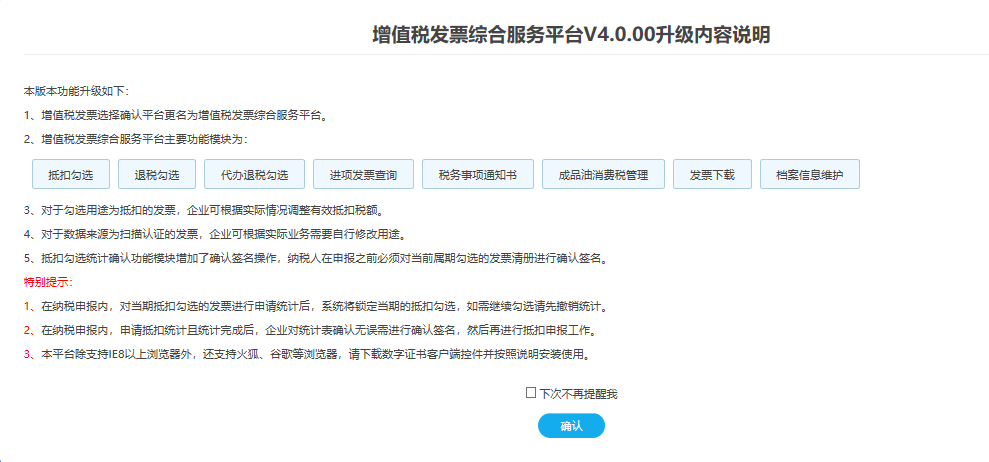 增值税发票综合服务平台V4.0.00升级内容说明
本版本功能升级如下：
1、增值税发票选择确认平台更名为增值税发票综合服务平台。
2、增值税发票综合服务平台主要功能模块为：
抵扣勾选 退税勾选 代办退税勾选 进项发票查询 税务事项通知书 成品油消费税管理 发票下载 档案信息维护
3、对于勾选用途为抵扣的发票，企业可根据实际情况调整有效抵扣税额。
4、对于数据来源为扫描认证的发票，企业可根据实际业务需要自行修改用途。
5、抵扣勾选统计确认功能模块增加了确认签名操作，纳税人在申报之前必须对当前属期勾选的发票清册进行确认签名。
特别提示：
1、在纳税申报内，对当期抵扣勾选的发票进行申请统计后，系统将锁定当期的抵扣勾选，如需继续勾选请先撤销统计。
2、在纳税申报内，申请抵扣统计且统计完成后，企业对统计表确认无误需进行确认签名，然后再进行抵扣申报工作。
3、本平台除支持IE8以上浏览器外，还支持火狐、谷歌等浏览器，请下载数字证书客户端控件并按照说明安装使用。
下次不再提醒我
确认